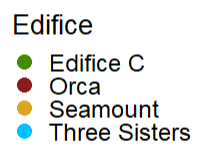 Edifice
Edifice C
Orca
Seamount
Three Sisters